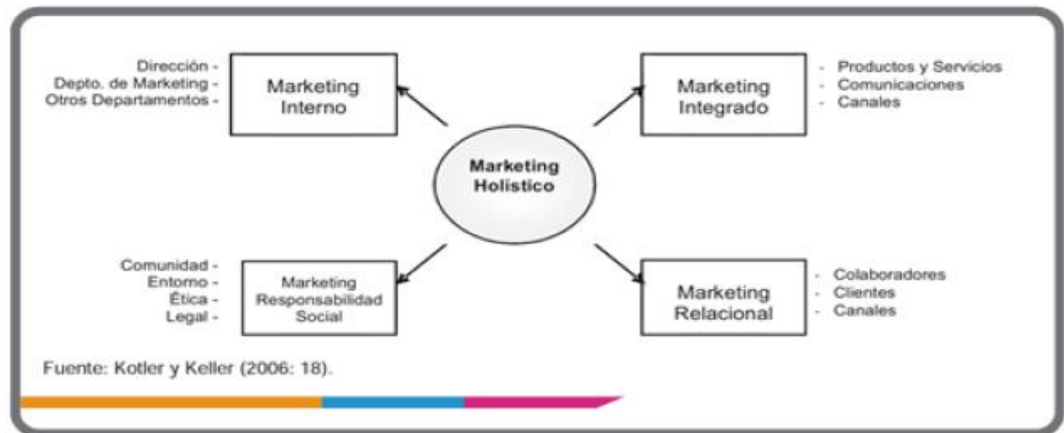 Dirección -
Depto. de Marketing -
Otros Departamentos -
Marketing
Interno
Marketing
Integrado
- Productos y Servicios
- Comunicaciones
- Canales
Marketing
Holístico
Comunidad -
Entorno -
Ética -
Legal -
Marketing
Responsabilidad
Social
Marketing
Relacional
- Colaboradores
- Clientes
- Canales
Fuente: Kotler y Keller (2006: 18).